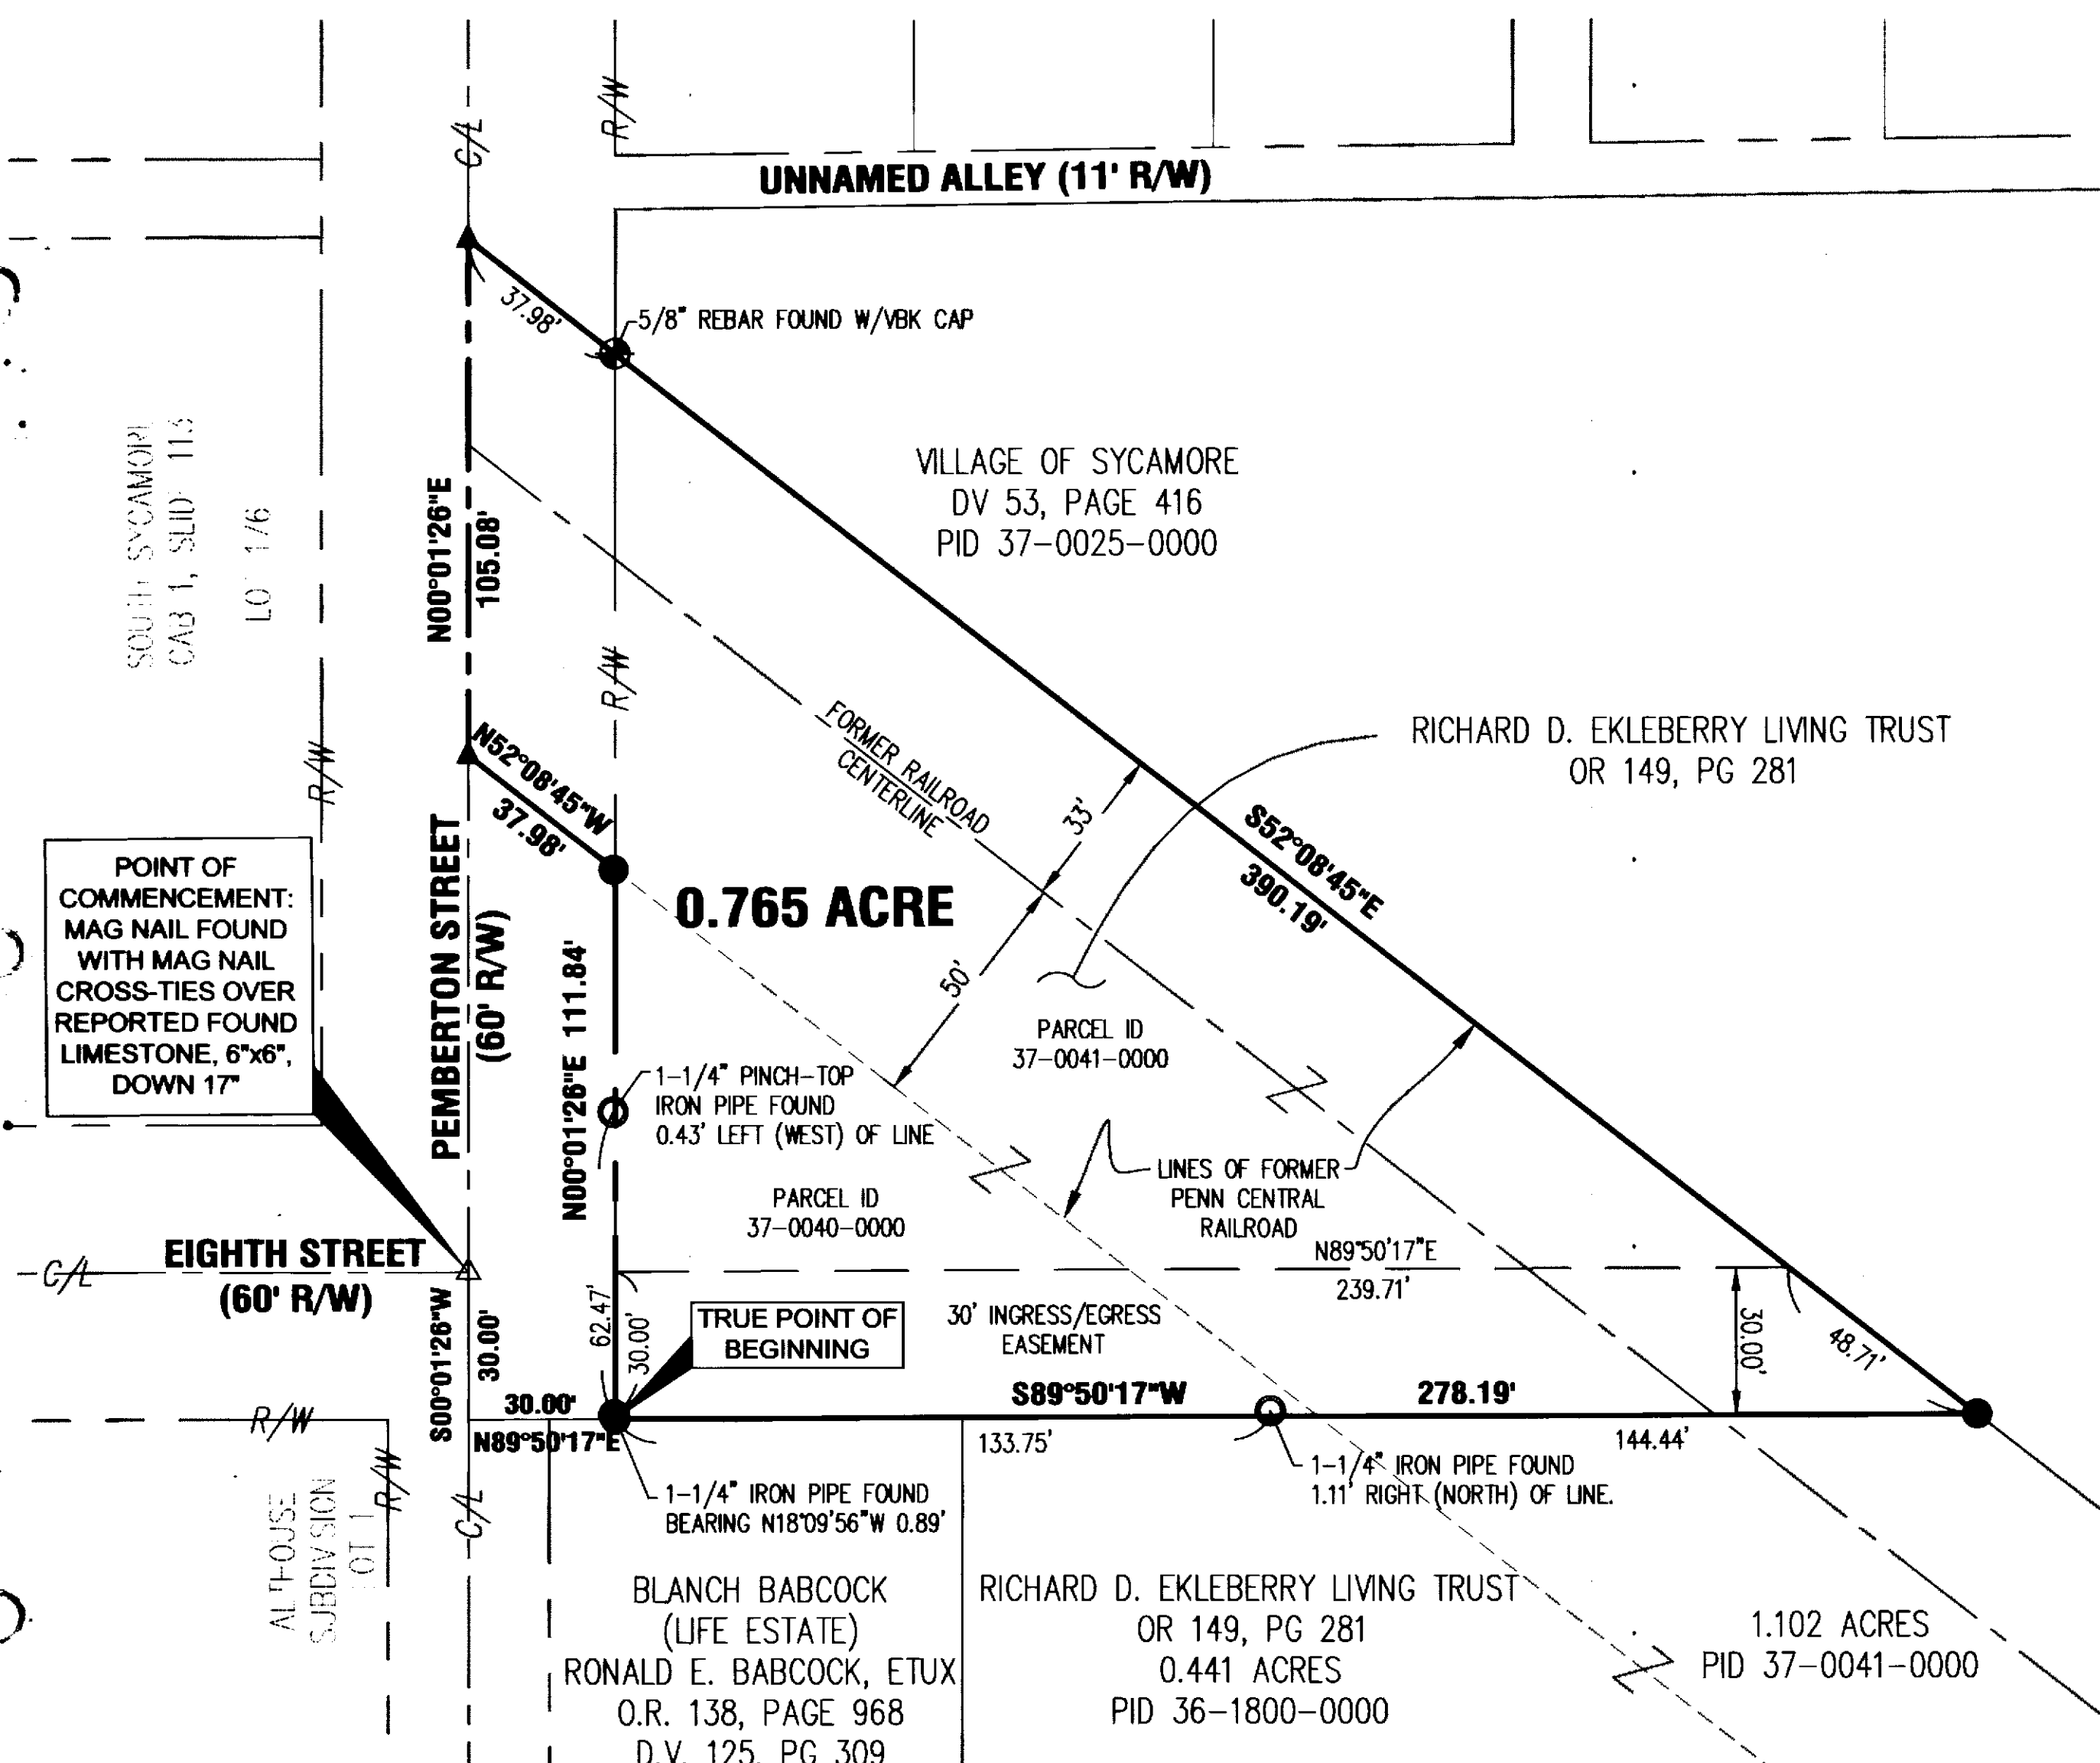 C/L
R/W
UNNAMED ALLEY (11' R/W)
37.98'
5/8" REBAR FOUND W/VBK CAP
VILLAGE OF SYCAMORE
DV 53, PAGE 416
PID 37-0025-0000
SOUTH SYCAMORE
CAB 1, SLID 113
N00°01'26"E
105.08'
R/W
FORMER RAILROAD
CENTERLINE
33'
50'
RICHARD D. EKLEBERRY LIVING TRUST
OR 149, PG 281
S52°08'45"E
390.19'
R/W
N52°08'45"W
37.98'
0.765 ACRE
POINT OF
COMMENCEMENT:
MAG NAIL FOUND
WITH MAG NAIL
CROSS-TIES OVER
REPORTED FOUND
LIMESTONE, 6"x6",
DOWN 17"
PEMBERTON STREET
(60' R/W)
N00°01'26"E 111.84'
PARCEL ID
37-0041-0000
1-1/4" PINCH-TOP
IRON PIPE FOUND
0.43' LEFT (WEST) OF LINE
LINES OF FORMER
PENN CENTRAL
RAILROAD
PARCEL ID
37-0040-0000
N89°50'17"E
239.71'
C/L
EIGHTH STREET
(60' R/W)
S00°01'26"W
30.00'
62.47'
30.00'
TRUE POINT OF
BEGINNING
30' INGRESS/EGRESS
EASEMENT
30.00'
48.71'
30.00'
N89°50'17"E
S89°50'17"W
278.19'
133.75'
144.44'
R/W
R/W
C/L
1-1/4" IRON PIPE FOUND
BEARING N18°09'56"W 0.89'
1-1/4" IRON PIPE FOUND
1.11' RIGHT (NORTH) OF LINE.
ALTHOUSE
SUBDIVISION
LOT 1
BLANCH BABCOCK
(LIFE ESTATE)
RONALD E. BABCOCK, ETUX
O.R. 138, PAGE 968
D.V. 125, PG 309
RICHARD D. EKLEBERRY LIVING TRUST
OR 149, PG 281
0.441 ACRES
PID 36-1800-0000
1.102 ACRES
PID 37-0041-0000